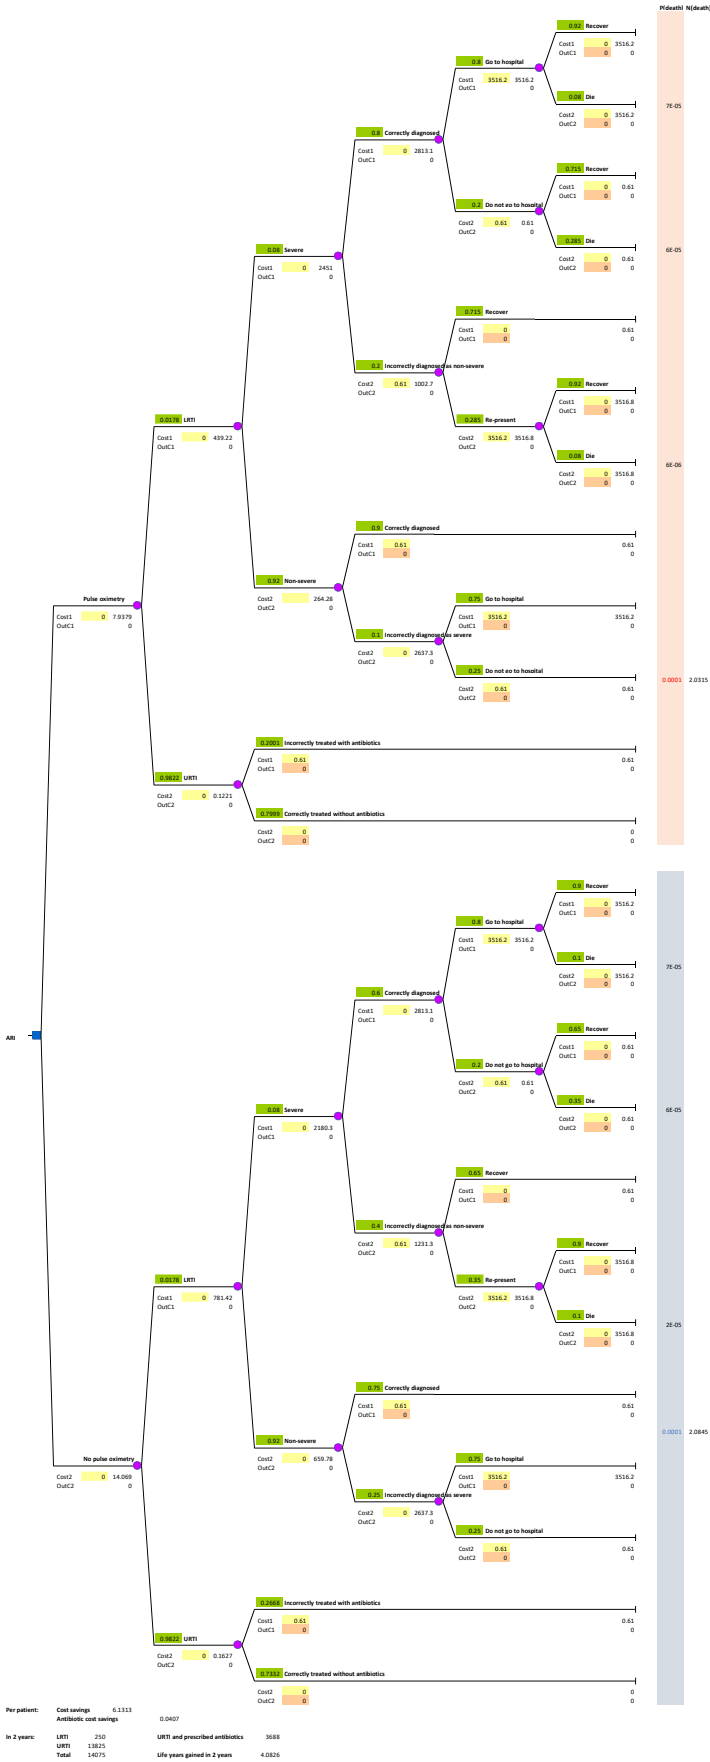 P(death) N(death)
0.92 Recover
Cost1 0 3516.2
OutC1 0 0
0.8 Go to hospital
Cost1 3516.2 3516.2
OutC1 0
0.08 Die
Cost2 0 3516.2
OutC2 0 0
7E-05
0.8 Correctly diagnosed
Cost1 0 2813.1
OutC1 0
0.715 Recover
Cost1 0 0.61
OutC1 0 0
0.2 Do not go to hospital
Cost2 0.61 0.61
OutC2 0
0.285 Die
Cost2 0 0.61
OutC2 0 0
6E-05
0.08 Severe
Cost1 0 2451
OutC1 0
0.715 Recover
Cost1 0 0.61
OutC1 0 0
0.2 Incorrectly diagnosed as non-severe
Cost2 0.61 1002.7
OutC2 0
0.92 Recover
Cost1 0 3516.8
OutC1 0 0
0.285 Re-present
Cost2 3516.2 3516.8
OutC2 0
0.08 Die
Cost2 0 3516.8
OutC2 0 0
6E-06
0.0178 LRTI
Cost1 0 439.22
OutC1 0
0.9 Correctly diagnosed
Cost1 0.61 0.61
OutC1 0 0
0.92 Non-severe
Cost2 264.28
OutC2 0
0.75 Go to hospital
Cost1 3516.2 3516.2
OutC1 0 0
Pulse oximetry
Cost1 0 7.9379
OutC1 0
0.1 Incorrectly diagnosed as severe
Cost2 0 2637.3
OutC2 0
0.25 Do not go to hospital
Cost2 0.61 0.61
OutC2 0 0
0.0001 2.0315
0.2001 Incorrectly treated with antibiotics
Cost1 0.61 0.61
OutC1 0 0
0.9822 URTI
Cost2 0 0.1221
OutC2 0
0.7999 Correctly treated without antibiotics
Cost2 0 0
OutC2 0 0
0.9 Recover
Cost1 0 3516.2
OutC1 0 0
0.8 Go to hospital
Cost1 3516.2 3516.2
OutC1 0
0.1 Die
Cost2 0 3516.2
OutC2 0 0
7E-05
0.6 Correctly diagnosed
Cost1 0 2813.1
OutC1 0
ARI
0.65 Recover
Cost1 0 0.61
OutC1 0 0
0.2 Do not go to hospital
Cost2 0.61 0.61
OutC2 0
0.35 Die
Cost2 0 0.61
OutC2 0 0
6E-05
0.08 Severe
Cost1 0 2180.3
OutC1 0
0.65 Recover
Cost1 0 0.61
OutC1 0 0
0.4 Incorrectly diagnosed as non-severe
Cost2 0.61 1231.3
OutC2 0
0.9 Recover
Cost1 0 3516.8
OutC1 0 0
0.35 Re-present
Cost2 3516.2 3516.8
OutC2 0
0.1 Die
Cost2 0 3516.8
OutC2 0 0
2E-05
0.0178 LRTI
Cost1 0 781.42
OutC1 0
0.75 Correctly diagnosed
Cost1 0.61 0.61
OutC1 0 0
0.0001 2.0845
0.92 Non-severe
Cost2 0 659.78
OutC2 0
No pulse oximetry
Cost2 0 14.069
OutC2 0
0.75 Go to hospital
Cost1 3516.2 3516.2
OutC1 0 0
0.25 Incorrectly diagnosed as severe
Cost2 0 2637.3
OutC2 0
0.25 Do not go to hospital
Cost2 0.61 0.61
OutC2 0 0
0.2668 Incorrectly treated with antibiotics
Cost1 0.61 0.61
OutC1 0 0
0.9822 URTI
Cost2 0 0.1627
OutC2 0
0.7332 Correctly treated without antibiotics
Cost2 0 0
OutC2 0 0
Per patient: Cost savings 6.1313
Antibiotic cost savings 0.0407
In 2 years: LRTI 250 URTI and prescribed antibiotics 3688
URTI 13825
Total 14075 Life years gained in 2 years 4.0826